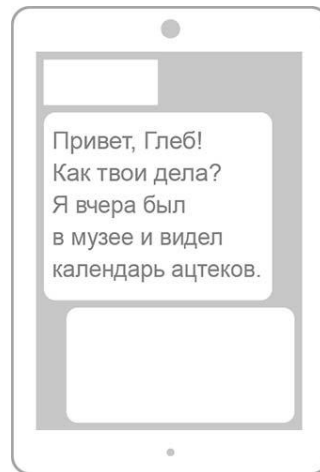 Привет, Глеб!
Как твои дела?
Я вчера был
в музее и видел
календарь ацтеков.